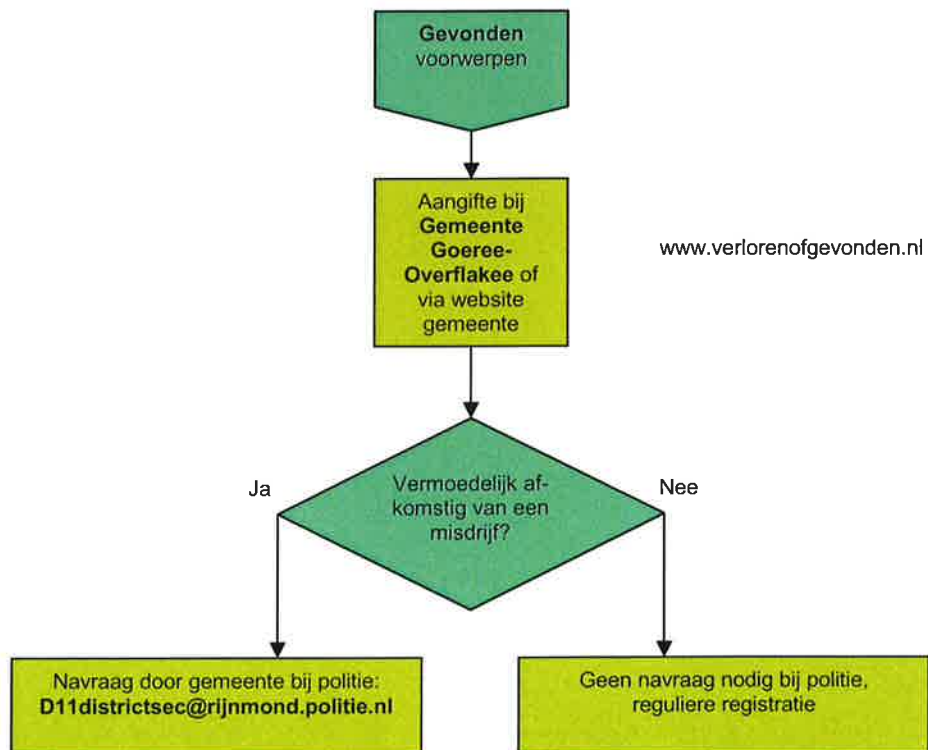 Gevonden
voorwerpen
Aangifte bij
Gemeente
Goeree-
Overflakee of
via website
gemeente
www.verlorenofgevonden.nl
Vermoedelijk af-
komstig van een
misdrijf?
Ja
Nee
Navraag door gemeente bij politie:
D11districtsec@rijnmond.politie.nl
Geen navraag nodig bij politie,
reguliere registratie